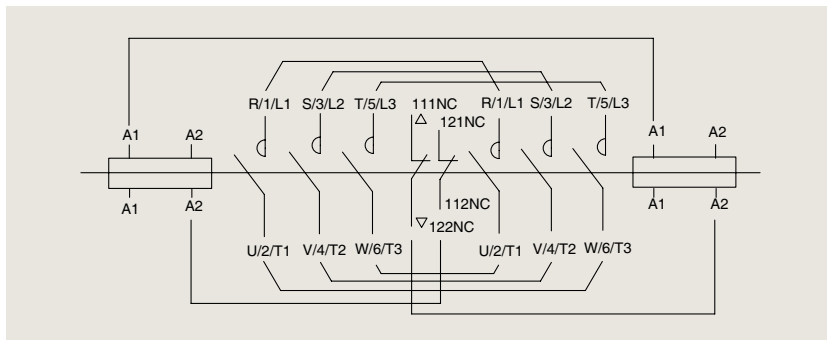 R/1/L1 S/3/L2 T/5/L3 111NC R/1/L1 S/3/L2 T/5/L3
121NC
A1 A2 A1 A2
A1 A2 A1 A2
112NC
122NC
U/2/T1 V/4/T2 W/6/T3 U/2/T1 V/4/T2 W/6/T3